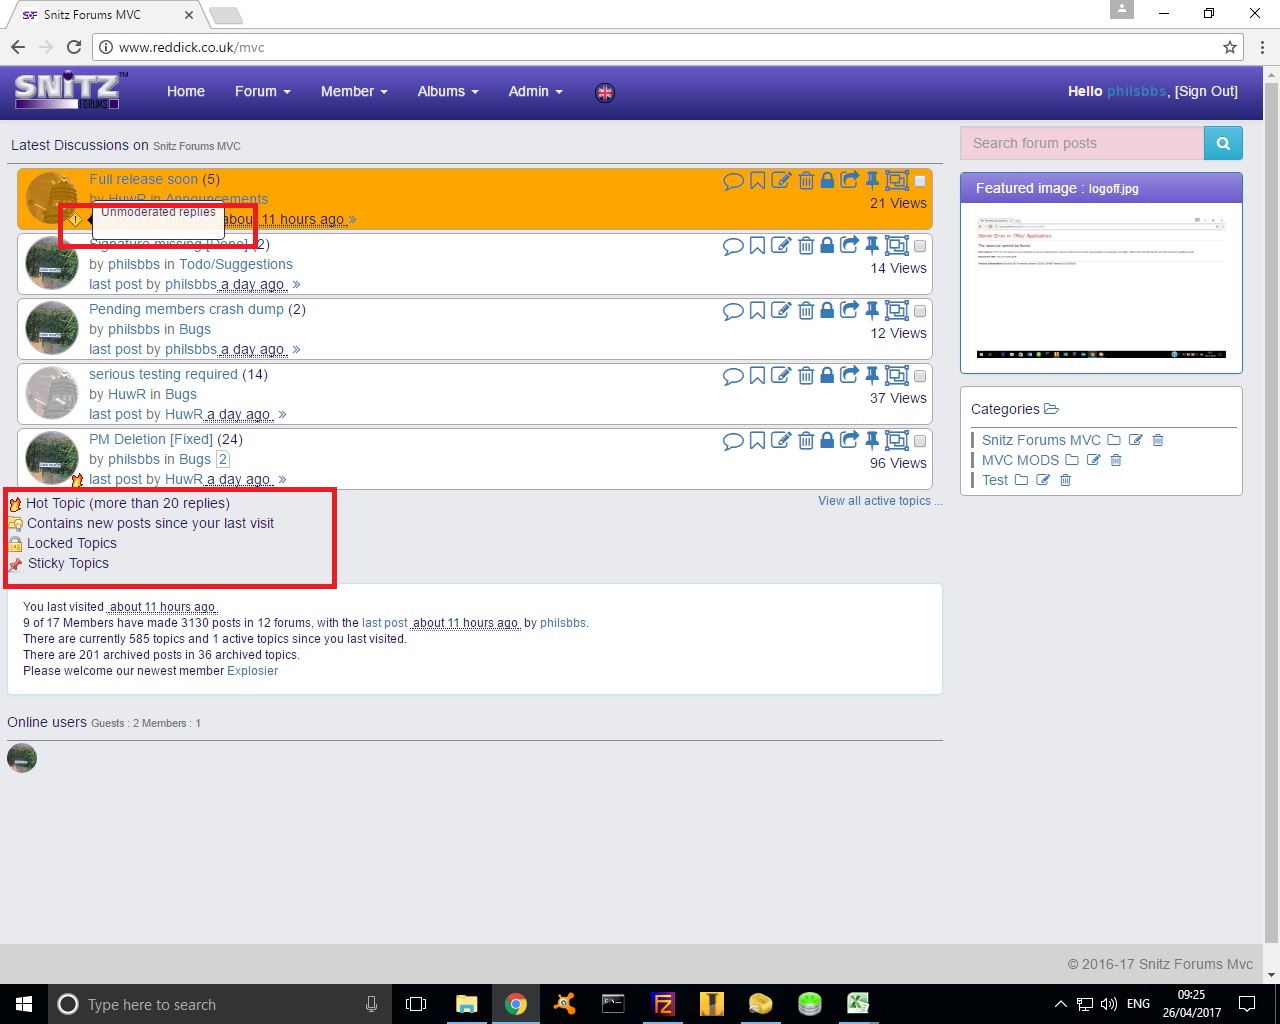 Snitz Forums MVC
www.reddick.co.uk/mvc
SNiTZ™ FORUMS
Home Forum Member Albums Admin
Hello philsbbs, [Sign Out]
Latest Discussions on Snitz Forums MVC
Full release soon (5)
by HuwR in Announcements
21 Views
Unmoderated replies
about 11 hours ago »
Signature missing [Done] (2)
by philsbbs in Todo/Suggestions
14 Views
last post by philsbbs a day ago »
Pending members crash dump (2)
by philsbbs in Bugs
12 Views
last post by philsbbs a day ago »
serious testing required (14)
by HuwR in Bugs
37 Views
last post by HuwR a day ago »
PM Deletion [Fixed] (24)
by philsbbs in Bugs 2
96 Views
last post by HuwR a day ago »
View all active topics ...
Hot Topic (more than 20 replies)
Contains new posts since your last visit
Locked Topics
Sticky Topics
You last visited about 11 hours ago
9 of 17 Members have made 3130 posts in 12 forums, with the last post about 11 hours ago by philsbbs.
There are currently 585 topics and 1 active topics since you last visited.
There are 201 archived posts in 36 archived topics.
Please welcome our newest member Explosier
Online users Guests : 2 Members : 1
Search forum posts
Featured image : logoff.jpg
Server Error in '/Mvc' Application.
The resource cannot be found.
Categories
Snitz Forums MVC
MVC MODS
Test
© 2016-17 Snitz Forums Mvc
Type here to search
ENG
09:25
26/04/2017